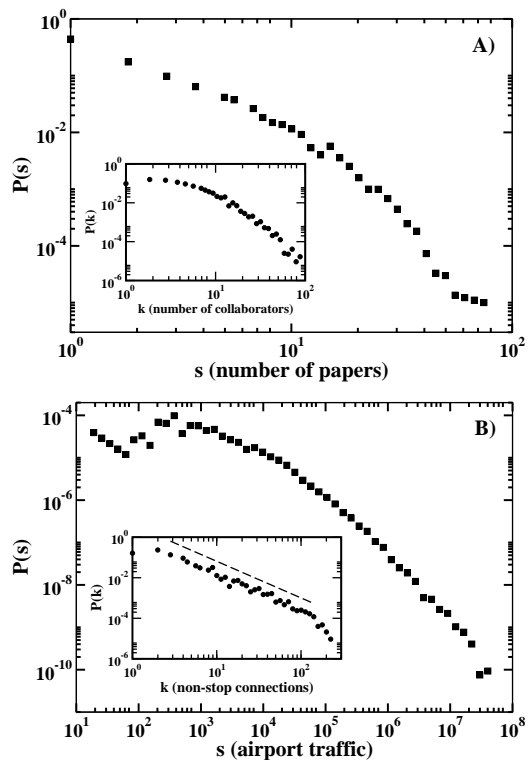 A)
10^0
10^-2
10^-4
P(s)
10^0
10^-2
10^-4
10^-6
P(k)
10^0 10^1 10^2
k (number of collaborators)
10^0 10^1 10^2
s (number of papers)
B)
10^-4
10^-6
10^-8
10^-10
P(s)
10^0
10^-2
10^-4
10^-6
P(k)
10^0 10^1 10^2
k (non-stop connections)
10^1 10^2 10^3 10^4 10^5 10^6 10^7 10^8
s (airport traffic)